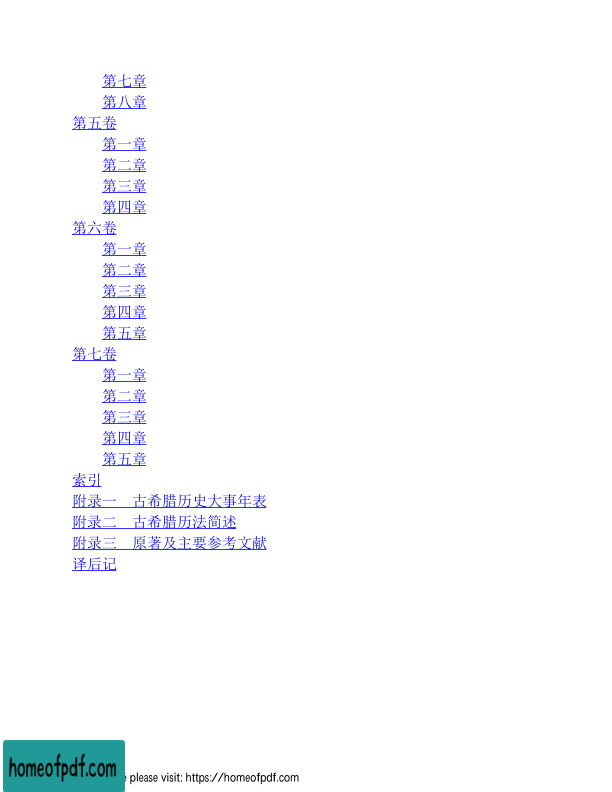 第七章
第八章
第五卷
第一章
第二章
第三章
第四章
第六卷
第一章
第二章
第三章
第四章
第五章
第七卷
第一章
第二章
第三章
第四章
第五章
索引
附录一　古希腊历史大事年表
附录二　古希腊历法简述
附录三　原著及主要参考文献
译后记
homeofpdf.com
please visit: https://homeofpdf.com